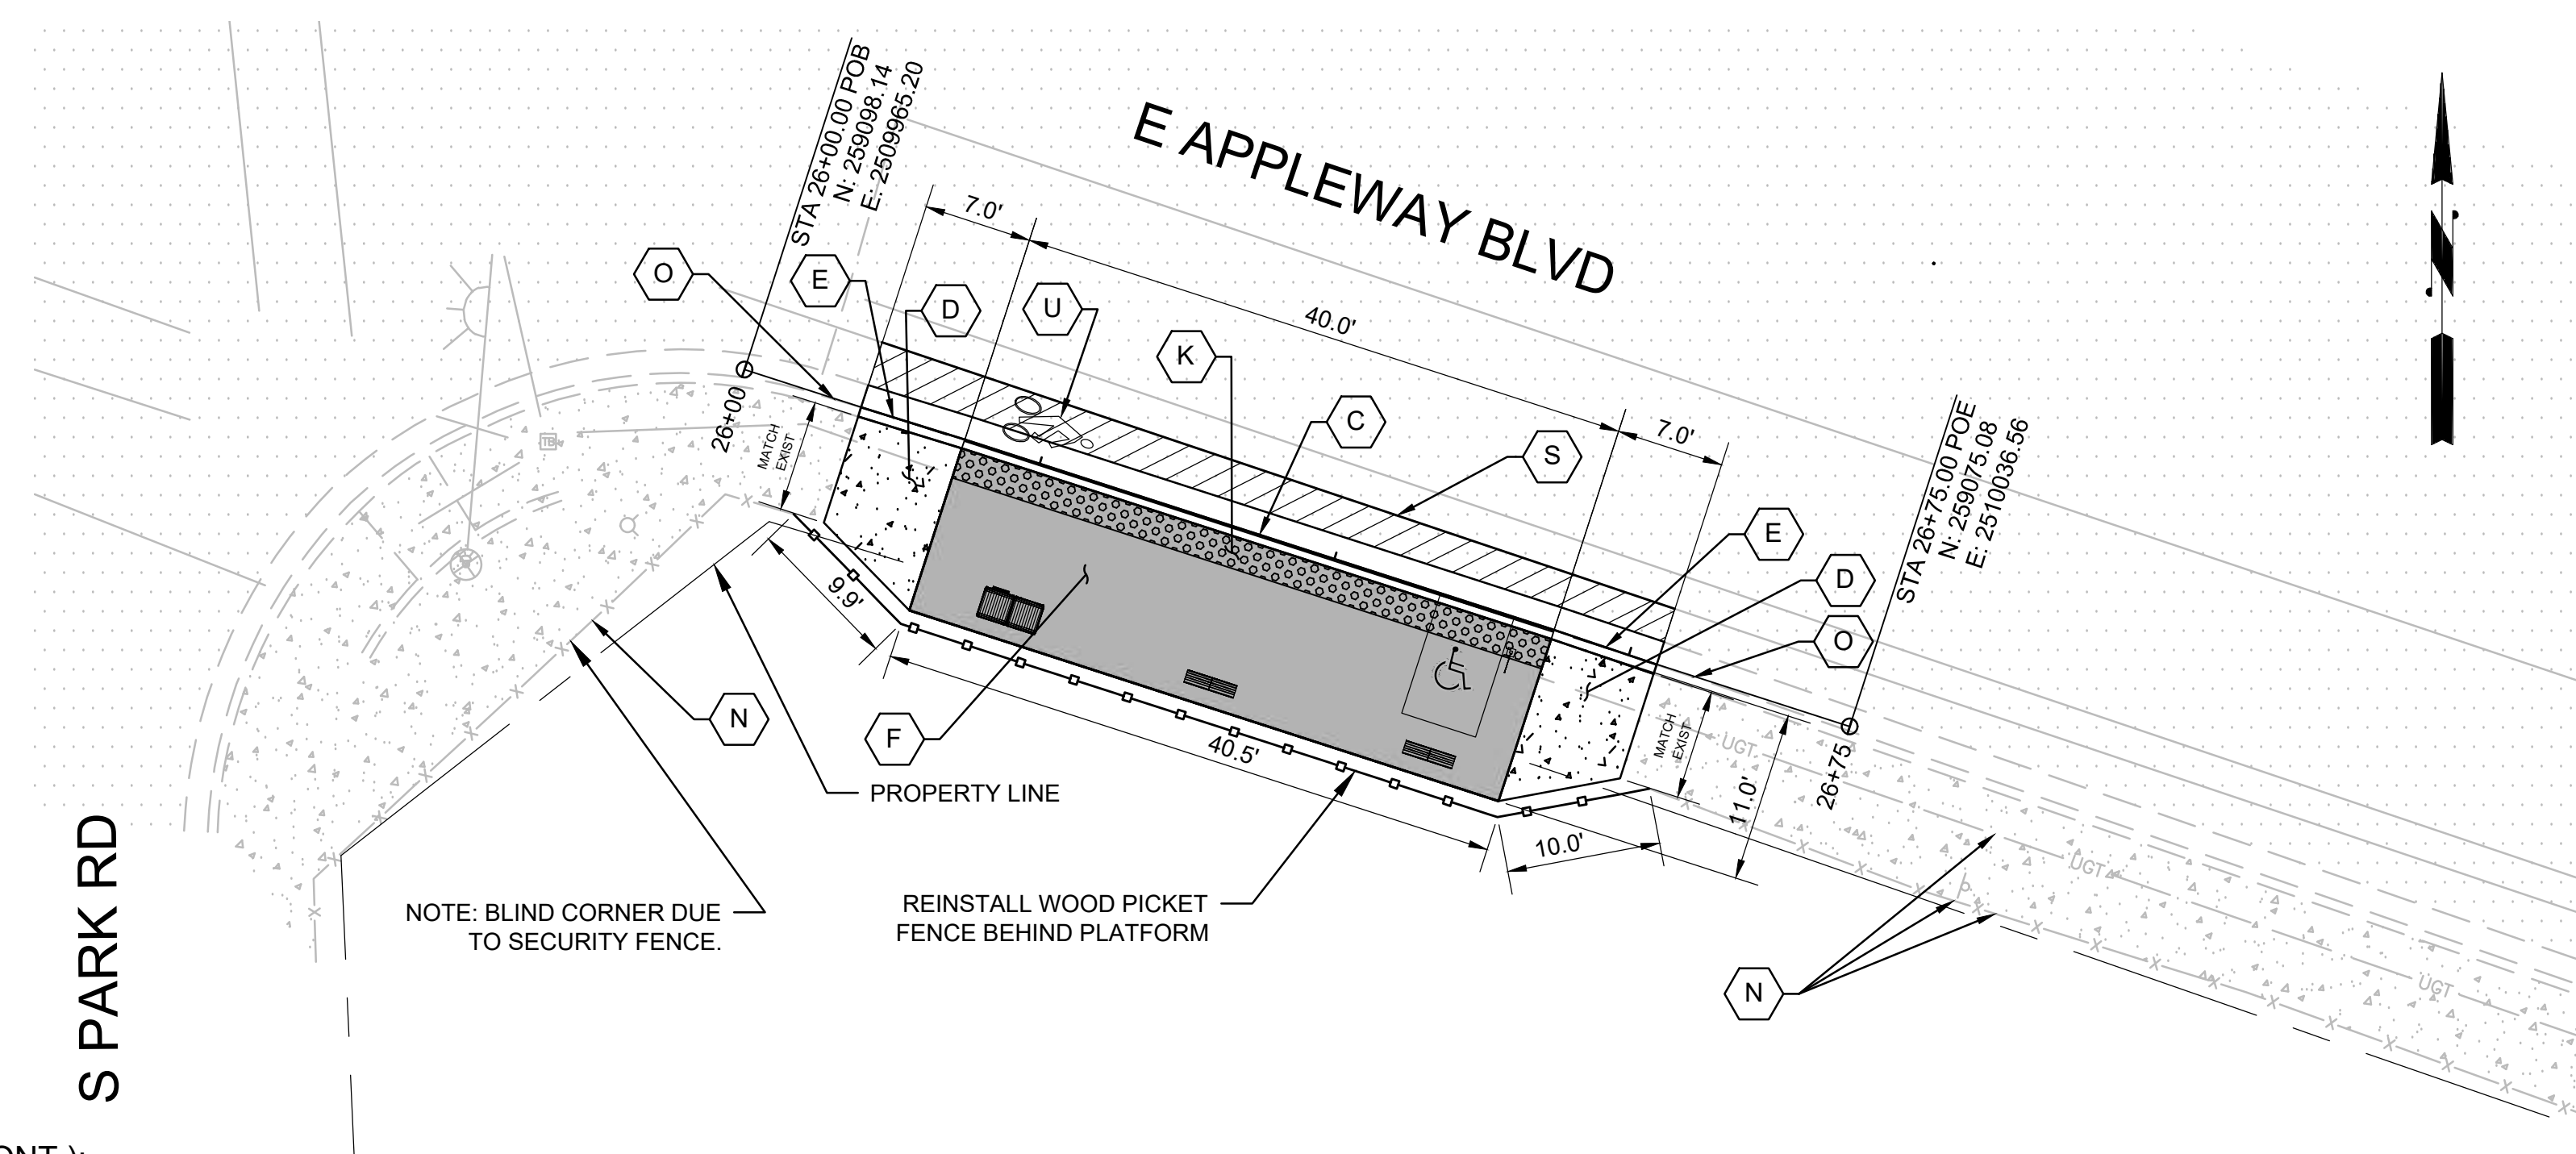 STA 26+00.00 POB
N: 259098.14
E: 2509965.20
E APPLEWAY BLVD
7.0'
40.0'
7.0'
O
E
D
U
K
C
S
E
D
O
STA 26+75.00 POE
N: 259075.08
E: 2510036.56
26+00
MATCH
EXIST
TB
9.9'
N
F
40.5'
PROPERTY LINE
MATCH
EXIST
UGT
11.0'
26+75
10.0'
UGT
UGT
N
NOTE: BLIND CORNER DUE
TO SECURITY FENCE.
REINSTALL WOOD PICKET
FENCE BEHIND PLATFORM
S PARK RD